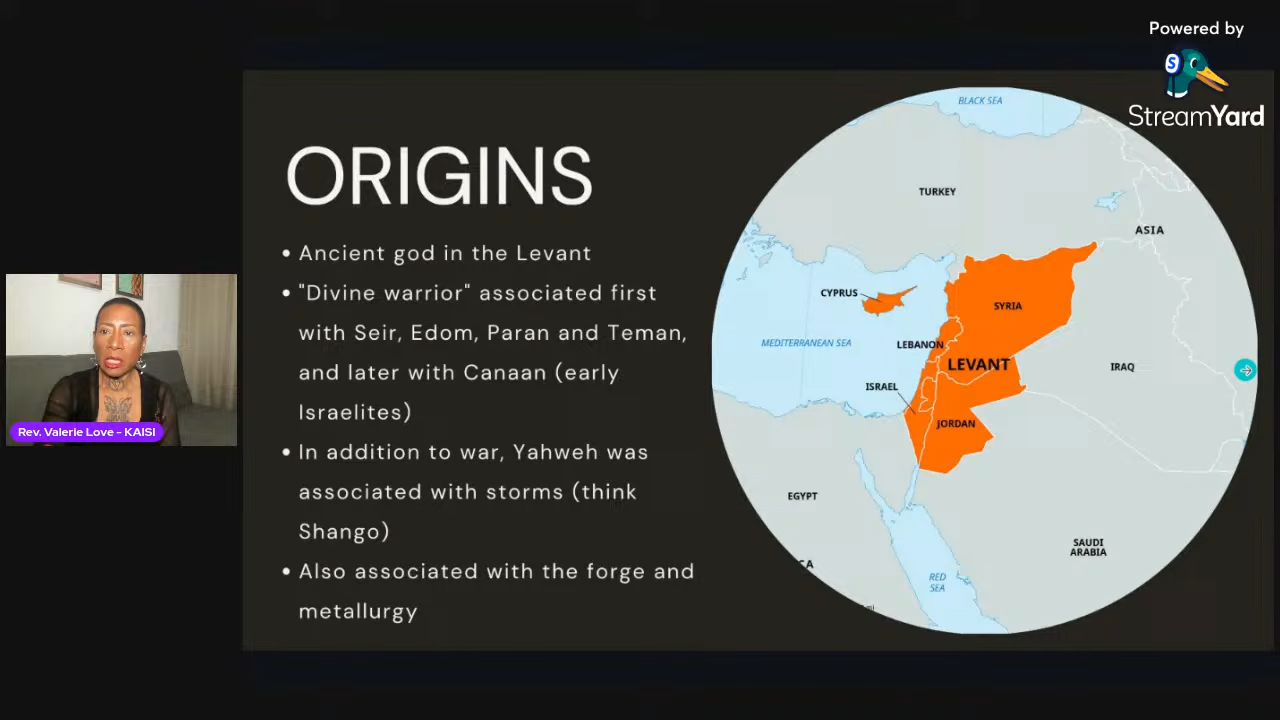 Powered by
StreamYard
ORIGINS
• Ancient god in the Levant
• "Divine warrior" associated first
with Seir, Edom, Paran and Teman,
and later with Canaan (early
Israelites)
• In addition to war, Yahweh was
associated with storms (think
Shango)
• Also associated with the forge and
metallurgy
BLACK SEA
TURKEY
ASIA
CYPRUS
SYRIA
MEDITERRANEAN SEA
LEBANON
LEVANT
IRAQ
ISRAEL
JORDAN
EGYPT
SAUDI
ARABIA
CA
RED
SEA
Rev. Valerie Love - KAISI
S